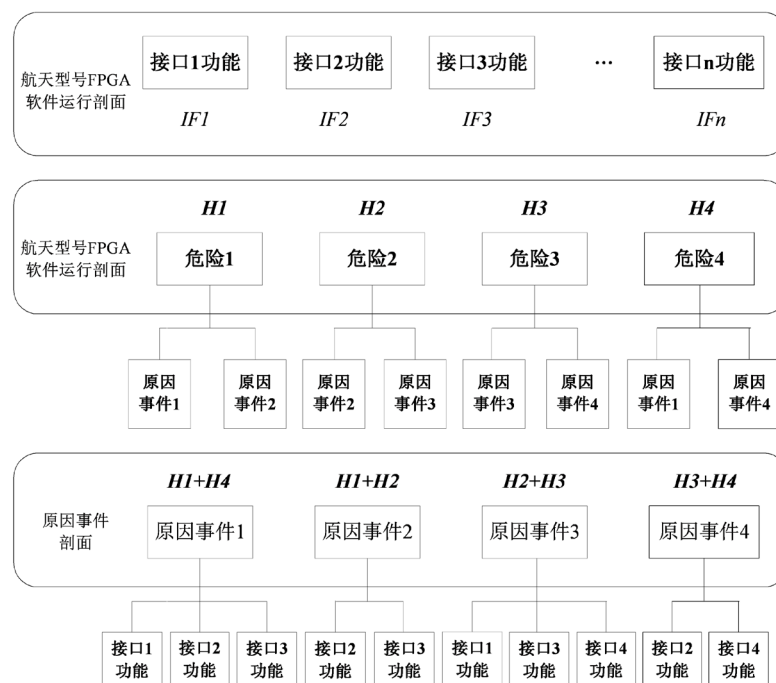 接口1功能 接口2功能 接口3功能 … 接口n功能
航天型号FPGA
软件运行剖面
IF1 IF2 IF3 IFn
H1 H2 H3 H4
航天型号FPGA
软件运行剖面
危险1 危险2 危险3 危险4
原因 原因 原因 原因 原因 原因 原因 原因
事件1 事件2 事件2 事件3 事件3 事件4 事件1 事件4
H1+H4 H1+H2 H2+H3 H3+H4
原因事件
剖面
原因事件1 原因事件2 原因事件3 原因事件4
接口1 接口2 接口3 接口2 接口3 接口1 接口3 接口4 接口2 接口4
功能 功能 功能 功能 功能 功能 功能 功能 功能 功能